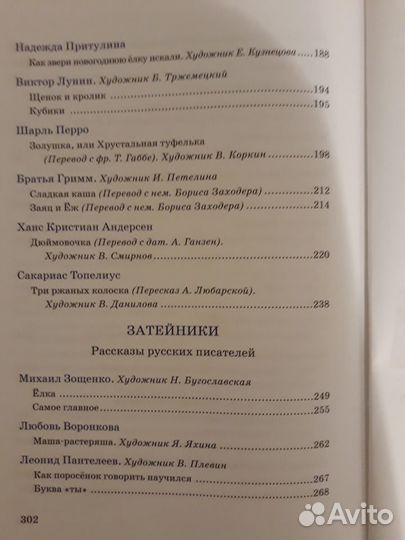 Надежда Притулина
Как звери новогоднюю ёлку искали. Художник Е. Кузнецова.....188
Виктор Лунин. Художник Б. Тржемецкий
Щенок и кролик.....194
Кубики.....195
Шарль Перро
Золушка, или Хрустальная туфелька
(Перевод с фр. Т. Габбе). Художник В. Коркин.....198
Братья Гримм. Художник И. Петелина
Сладкая каша (Перевод с нем. Бориса Заходера).....212
Заяц и Ёж (Перевод с нем. Бориса Заходера).....214
Ханс Кристиан Андерсен
Дюймовочка (Перевод с дат. А. Ганзен).
Художник В. Смирнов.....220
Сакариас Топелиус
Три ржаных колоска (Пересказ А. Любарской).
Художник В. Данилова.....238
ЗАТЕЙНИКИ
Рассказы русских писателей
Михаил Зощенко. Художник Н. Бугославская
Ёлка.....249
Самое главное.....255
Любовь Воронкова
Маша-растеряша. Художник Я. Яхина.....262
Леонид Пантелеев. Художник В. Плевин
Как поросёнок говорить научился.....267
Буква «ты».....268
302
Avito